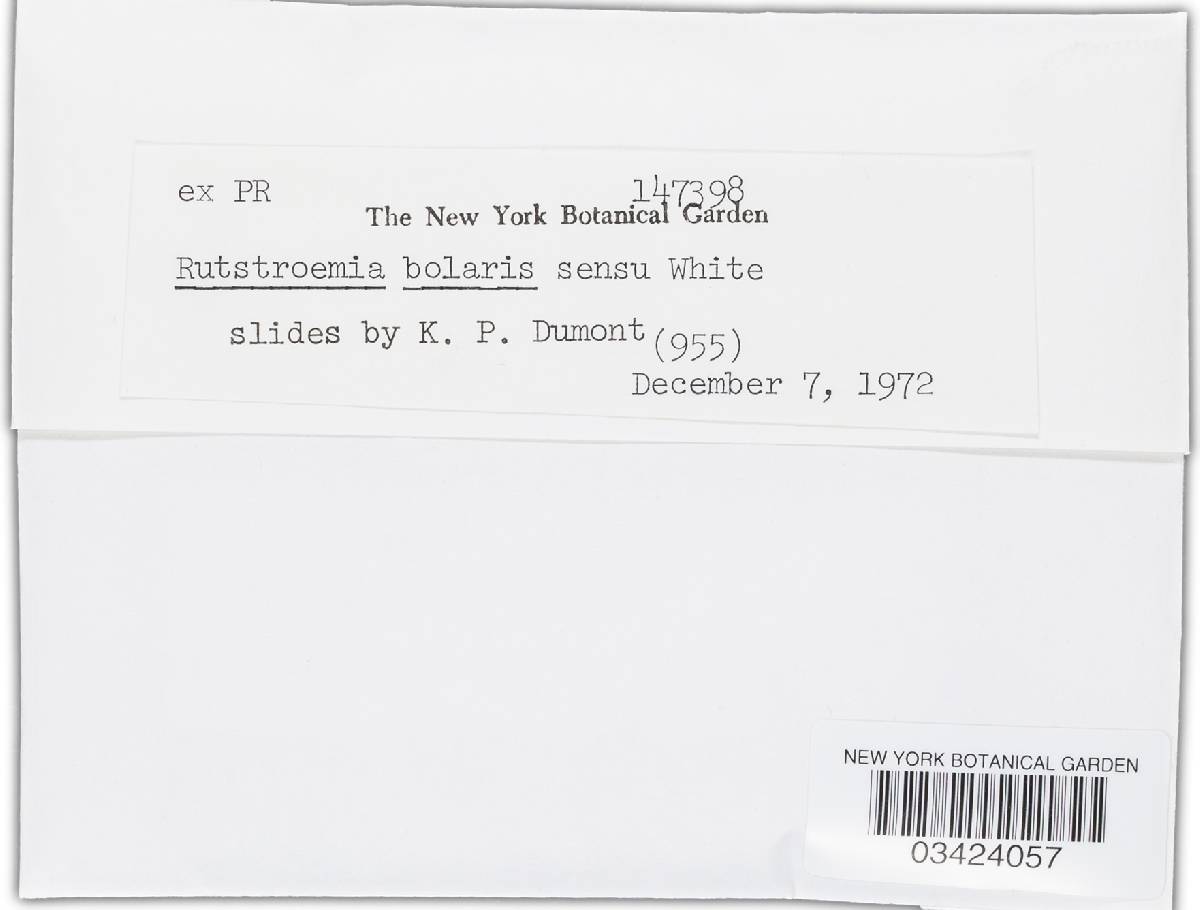 ex PR 147398
The New York Botanical Garden
Rutstroemia bolaris sensu White
slides by K. P. Dumont (955)
December 7, 1972
NEW YORK BOTANICAL GARDEN
03424057